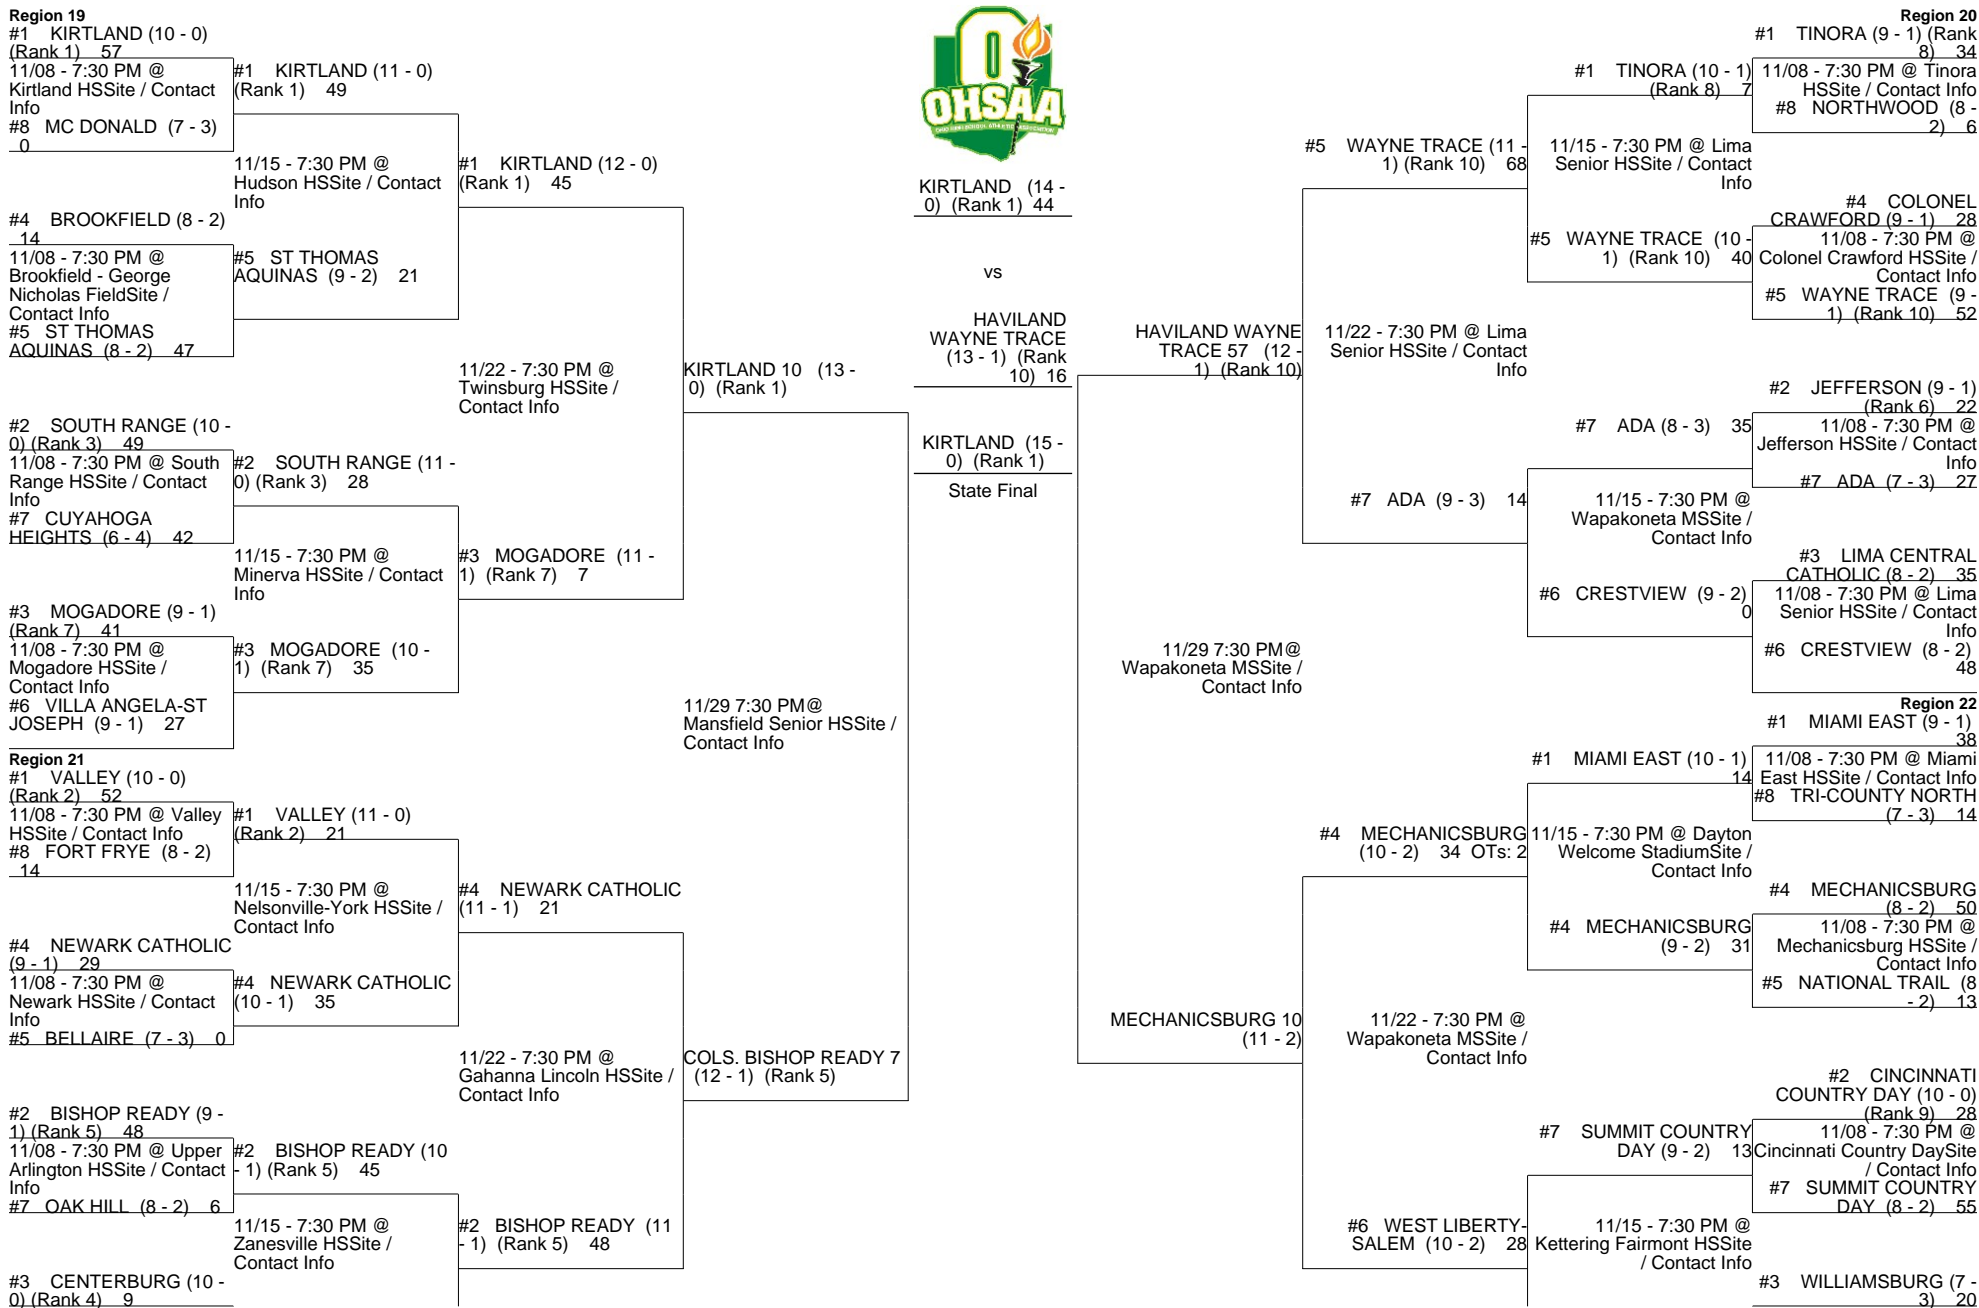 Region 19
#1 KIRTLAND (10 - 0)
(Rank 1) 57
11/08 - 7:30 PM @
Kirtland HSSite / Contact
Info
#8 MC DONALD (7 - 3)
0
#4 BROOKFIELD (8 - 2)
14
11/08 - 7:30 PM @
Brookfield - George
Nicholas FieldSite /
Contact Info
#5 ST THOMAS
AQUINAS (8 - 2) 47
#2 SOUTH RANGE (10 -
0) (Rank 3) 49
11/08 - 7:30 PM @ South
Range HSSite / Contact
Info
#7 CUYAHOGA
HEIGHTS (6 - 4) 42
#3 MOGADORE (9 - 1)
(Rank 7) 41
11/08 - 7:30 PM @
Mogadore HSSite /
Contact Info
#6 VILLA ANGELA-ST
JOSEPH (9 - 1) 27
Region 21
#1 VALLEY (10 - 0)
(Rank 2) 52
11/08 - 7:30 PM @ Valley
HSSite / Contact Info
#8 FORT FRYE (8 - 2)
14
#4 NEWARK CATHOLIC
(9 - 1) 29
11/08 - 7:30 PM @
Newark HSSite / Contact
Info
#5 BELLAIRE (7 - 3) 0
#2 BISHOP READY (9 -
1) (Rank 5) 48
11/08 - 7:30 PM @ Upper
Arlington HSSite / Contact
Info
#7 OAK HILL (8 - 2) 6
#3 CENTERBURG (10 -
0) (Rank 4) 9
#1 KIRTLAND (11 - 0)
(Rank 1) 49
11/15 - 7:30 PM @
Hudson HSSite / Contact
Info
#5 ST THOMAS
AQUINAS (9 - 2) 21
#2 SOUTH RANGE (11 -
0) (Rank 3) 28
11/15 - 7:30 PM @
Minerva HSSite / Contact
Info
#3 MOGADORE (10 -
1) (Rank 7) 35
#1 VALLEY (11 - 0)
(Rank 2) 21
11/15 - 7:30 PM @
Nelsonville-York HSSite /
Contact Info
#4 NEWARK CATHOLIC
(10 - 1) 35
#2 BISHOP READY (10
- 1) (Rank 5) 45
11/15 - 7:30 PM @
Zanesville HSSite /
Contact Info
#1 KIRTLAND (12 - 0)
(Rank 1) 45
11/22 - 7:30 PM @
Twinsburg HSSite /
Contact Info
#3 MOGADORE (11 -
1) (Rank 7) 7
#4 NEWARK CATHOLIC
(11 - 1) 21
11/22 - 7:30 PM @
Gahanna Lincoln HSSite /
Contact Info
#2 BISHOP READY (11
- 1) (Rank 5) 48
KIRTLAND 10 (13 -
0) (Rank 1)
11/29 7:30 PM@
Mansfield Senior HSSite /
Contact Info
COLS. BISHOP READY 7
(12 - 1) (Rank 5)
OHSAA
KIRTLAND (14 -
0) (Rank 1) 44
vs
HAVILAND
WAYNE TRACE
(13 - 1) (Rank
10) 16
KIRTLAND (15 -
0) (Rank 1)
State Final
HAVILAND WAYNE
TRACE 57 (12 -
1) (Rank 10)
11/29 7:30 PM@
Wapakoneta MSSite /
Contact Info
MECHANICSBURG 10
(11 - 2)
#5 WAYNE TRACE (11 -
1) (Rank 10) 68
11/22 - 7:30 PM @ Lima
Senior HSSite / Contact
Info
#7 ADA (9 - 3) 14
#4 MECHANICSBURG
(10 - 2) 34 OTs: 2
11/22 - 7:30 PM @
Wapakoneta MSSite /
Contact Info
#6 WEST LIBERTY-
SALEM (10 - 2) 28
#1 TINORA (10 - 1)
(Rank 8) 7
11/15 - 7:30 PM @ Lima
Senior HSSite / Contact
Info
#5 WAYNE TRACE (10 -
1) (Rank 10) 40
#7 ADA (8 - 3) 35
11/15 - 7:30 PM @
Wapakoneta MSSite /
Contact Info
#6 CRESTVIEW (9 - 2)
0
#1 MIAMI EAST (10 - 1)
14
11/15 - 7:30 PM @ Dayton
Welcome StadiumSite /
Contact Info
#4 MECHANICSBURG
(9 - 2) 31
#7 SUMMIT COUNTRY
DAY (9 - 2) 13
11/15 - 7:30 PM @
Kettering Fairmont HSSite
/ Contact Info
Region 20
#1 TINORA (9 - 1) (Rank
8) 34
11/08 - 7:30 PM @ Tinora
HSSite / Contact Info
#8 NORTHWOOD (8 -
2) 6
#4 COLONEL
CRAWFORD (9 - 1) 28
11/08 - 7:30 PM @
Colonel Crawford HSSite /
Contact Info
#5 WAYNE TRACE (9 -
1) (Rank 10) 52
#2 JEFFERSON (9 - 1)
(Rank 6) 22
11/08 - 7:30 PM @
Jefferson HSSite / Contact
Info
#7 ADA (7 - 3) 27
#3 LIMA CENTRAL
CATHOLIC (8 - 2) 35
11/08 - 7:30 PM @ Lima
Senior HSSite / Contact
Info
#6 CRESTVIEW (8 - 2)
48
Region 22
#1 MIAMI EAST (9 - 1)
38
11/08 - 7:30 PM @ Miami
East HSSite / Contact Info
#8 TRI-COUNTY NORTH
(7 - 3) 14
#4 MECHANICSBURG
(8 - 2) 50
11/08 - 7:30 PM @
Mechanicsburg HSSite /
Contact Info
#5 NATIONAL TRAIL (8
- 2) 13
#2 CINCINNATI
COUNTRY DAY (10 - 0)
(Rank 9) 28
11/08 - 7:30 PM @
Cincinnati Country DaySite
/ Contact Info
#7 SUMMIT COUNTRY
DAY (8 - 2) 55
#3 WILLIAMSBURG (7 -
3) 20